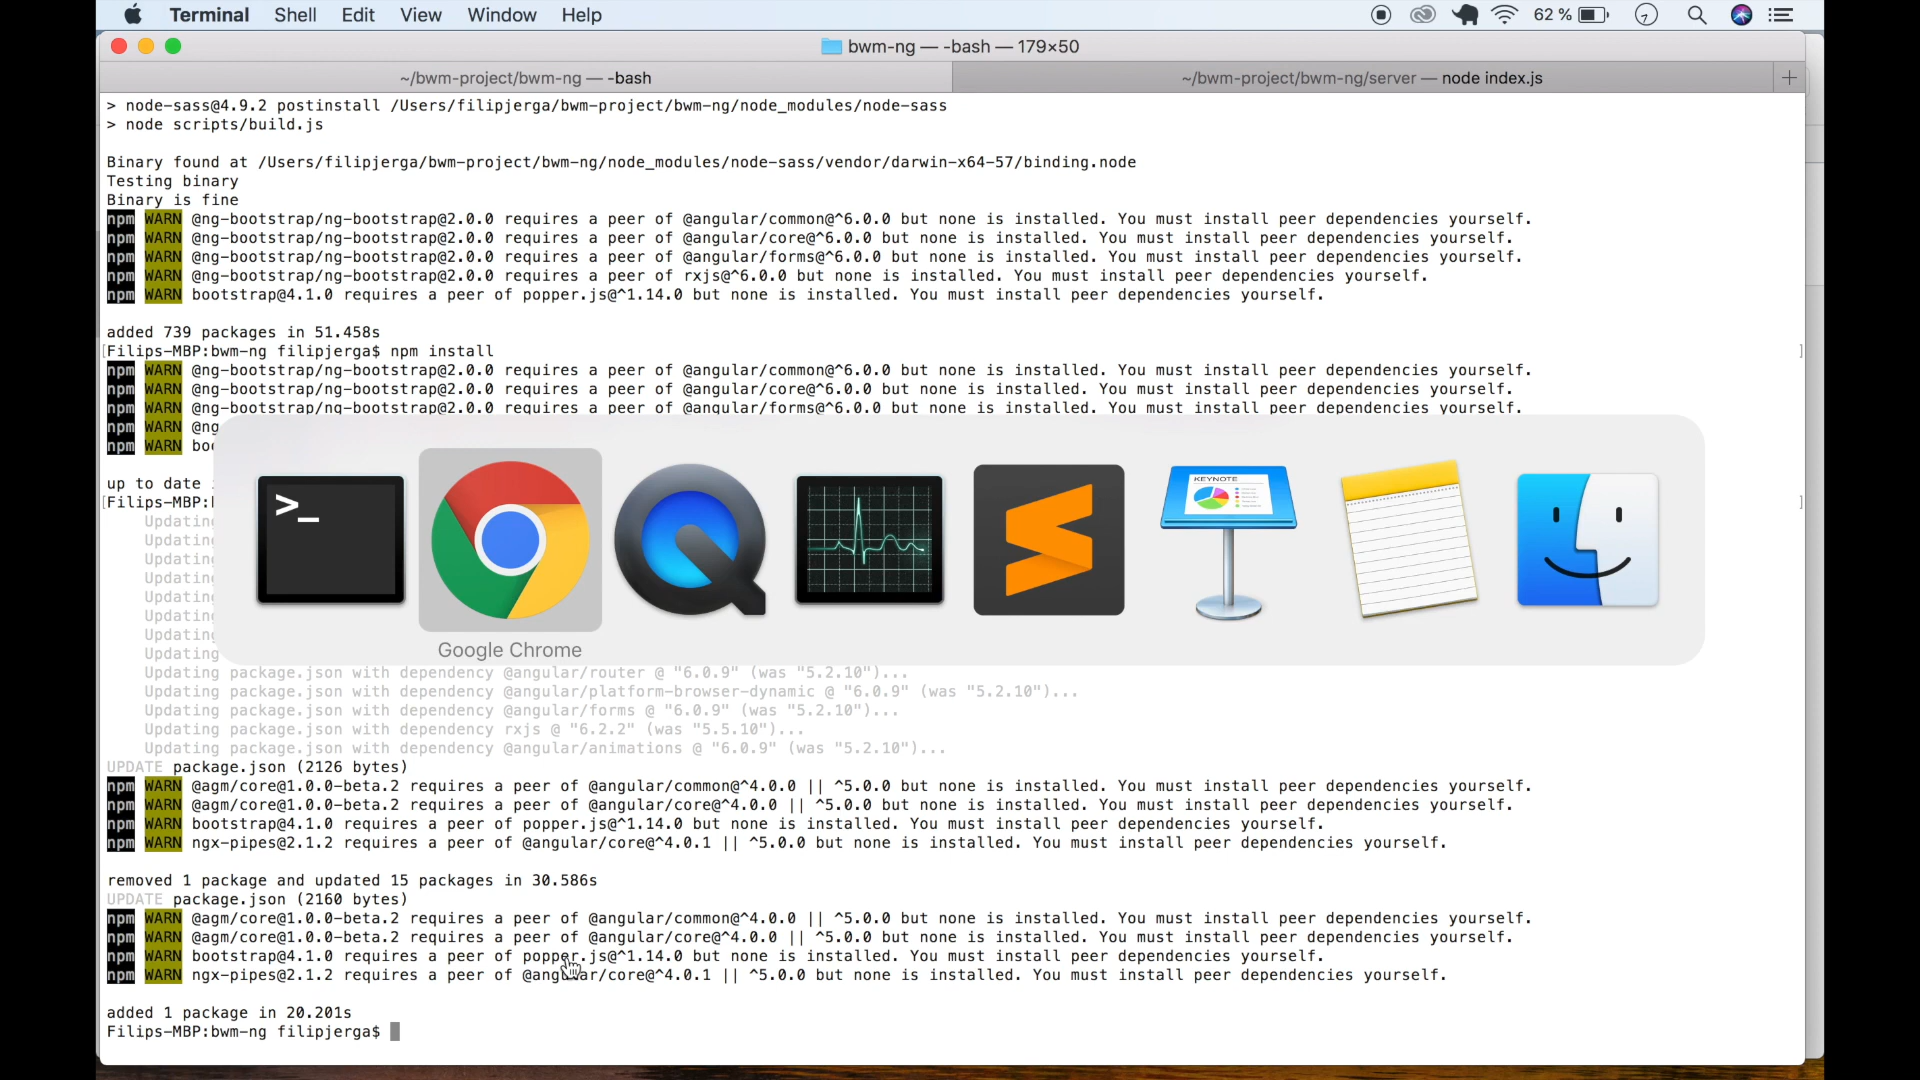 Terminal Shell Edit View Window Help 62 %
bwm-ng — -bash — 179×50
~/bwm-project/bwm-ng — -bash ~/bwm-project/bwm-ng/server — node index.js
> node-sass@4.9.2 postinstall /Users/filipjerga/bwm-project/bwm-ng/node_modules/node-sass
> node scripts/build.js
Binary found at /Users/filipjerga/bwm-project/bwm-ng/node_modules/node-sass/vendor/darwin-x64-57/binding.node
Testing binary
Binary is fine
npm WARN @ng-bootstrap/ng-bootstrap@2.0.0 requires a peer of @angular/common@^6.0.0 but none is installed. You must install peer dependencies yourself.
npm WARN @ng-bootstrap/ng-bootstrap@2.0.0 requires a peer of @angular/core@^6.0.0 but none is installed. You must install peer dependencies yourself.
npm WARN @ng-bootstrap/ng-bootstrap@2.0.0 requires a peer of @angular/forms@^6.0.0 but none is installed. You must install peer dependencies yourself.
npm WARN @ng-bootstrap/ng-bootstrap@2.0.0 requires a peer of rxjs@^6.0.0 but none is installed. You must install peer dependencies yourself.
npm WARN bootstrap@4.1.0 requires a peer of popper.js@^1.14.0 but none is installed. You must install peer dependencies yourself.
added 739 packages in 51.458s
[Filips-MBP:bwm-ng filipjerga$ npm install ]
npm WARN @ng-bootstrap/ng-bootstrap@2.0.0 requires a peer of @angular/common@^6.0.0 but none is installed. You must install peer dependencies yourself.
npm WARN @ng-bootstrap/ng-bootstrap@2.0.0 requires a peer of @angular/core@^6.0.0 but none is installed. You must install peer dependencies yourself.
npm WARN @ng-bootstrap/ng-bootstrap@2.0.0 requires a peer of @angular/forms@^6.0.0 but none is installed. You must install peer dependencies yourself.
npm WARN @ng
npm WARN boo
up to date
[Filips-MBP: ]
Updating
Updating
Updating
Updating
Updating
Updating
Updating
Updating
KEYNOTE
Google Chrome
Updating package.json with dependency @angular/router @ "6.0.9" (was "5.2.10")...
Updating package.json with dependency @angular/platform-browser-dynamic @ "6.0.9" (was "5.2.10")...
Updating package.json with dependency @angular/forms @ "6.0.9" (was "5.2.10")...
Updating package.json with dependency rxjs @ "6.2.2" (was "5.5.10")...
Updating package.json with dependency @angular/animations @ "6.0.9" (was "5.2.10")...
UPDATE package.json (2126 bytes)
npm WARN @agm/core@1.0.0-beta.2 requires a peer of @angular/common@^4.0.0 || ^5.0.0 but none is installed. You must install peer dependencies yourself.
npm WARN @agm/core@1.0.0-beta.2 requires a peer of @angular/core@^4.0.0 || ^5.0.0 but none is installed. You must install peer dependencies yourself.
npm WARN bootstrap@4.1.0 requires a peer of popper.js@^1.14.0 but none is installed. You must install peer dependencies yourself.
npm WARN ngx-pipes@2.1.2 requires a peer of @angular/core@^4.0.1 || ^5.0.0 but none is installed. You must install peer dependencies yourself.
removed 1 package and updated 15 packages in 30.586s
UPDATE package.json (2160 bytes)
npm WARN @agm/core@1.0.0-beta.2 requires a peer of @angular/common@^4.0.0 || ^5.0.0 but none is installed. You must install peer dependencies yourself.
npm WARN @agm/core@1.0.0-beta.2 requires a peer of @angular/core@^4.0.0 || ^5.0.0 but none is installed. You must install peer dependencies yourself.
npm WARN bootstrap@4.1.0 requires a peer of popper.js@^1.14.0 but none is installed. You must install peer dependencies yourself.
npm WARN ngx-pipes@2.1.2 requires a peer of @angular/core@^4.0.1 || ^5.0.0 but none is installed. You must install peer dependencies yourself.
added 1 package in 20.201s
Filips-MBP:bwm-ng filipjerga$